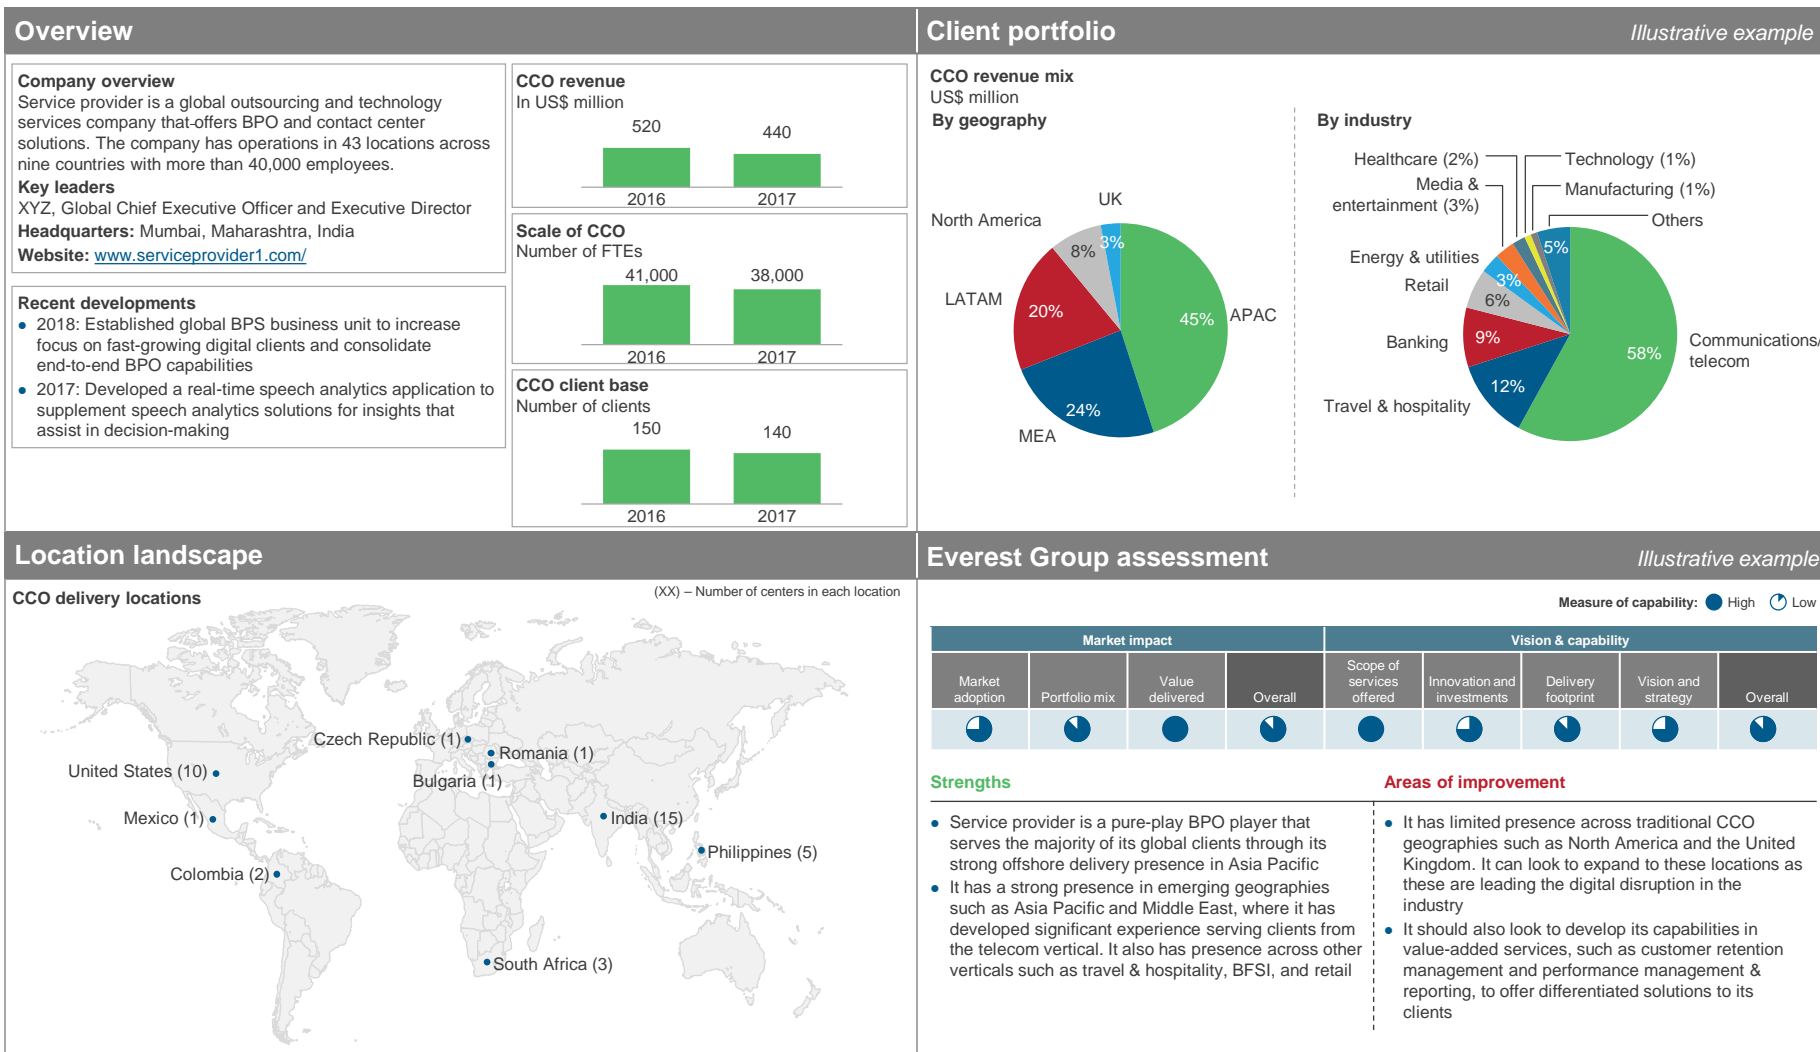 Overview
Company overview
Service provider is a global outsourcing and technology
services company that-offers BPO and contact center
solutions. The company has operations in 43 locations across
nine countries with more than 40,000 employees.
Key leaders
XYZ, Global Chief Executive Officer and Executive Director
Headquarters: Mumbai, Maharashtra, India
Website: www.serviceprovider1.com/
Recent developments
• 2018: Established global BPS business unit to increase
focus on fast-growing digital clients and consolidate
end-to-end BPO capabilities
• 2017: Developed a real-time speech analytics application to
supplement speech analytics solutions for insights that
assist in decision-making
CCO revenue
In US$ million
520
440
2016
2017
Scale of CCO
Number of FTEs
41,000
38,000
2016
2017
CCO client base
Number of clients
150
140
2016
2017
Client portfolio
Illustrative example
CCO revenue mix
US$ million
By geography
UK
North America
3%
8%
LATAM
20%
45%
APAC
24%
MEA
By industry
Healthcare (2%)
Technology (1%)
Media &
entertainment (3%)
Manufacturing (1%)
Others
5%
Energy & utilities
3%
Retail
6%
Banking
9%
58%
Communications/
telecom
12%
Travel & hospitality
Location landscape
CCO delivery locations
(XX) – Number of centers in each location
Czech Republic (1)
Romania (1)
United States (10)
Bulgaria (1)
Mexico (1)
India (15)
Philippines (5)
Colombia (2)
South Africa (3)
Everest Group assessment
Illustrative example
Measure of capability: High Low
Market impact
Vision & capability
Market
adoption
Portfolio mix
Value
delivered
Overall
Scope of
services
offered
Innovation and
investments
Delivery
footprint
Vision and
strategy
Overall
Strengths
• Service provider is a pure-play BPO player that
serves the majority of its global clients through its
strong offshore delivery presence in Asia Pacific
• It has a strong presence in emerging geographies
such as Asia Pacific and Middle East, where it has
developed significant experience serving clients from
the telecom vertical. It also has presence across other
verticals such as travel & hospitality, BFSI, and retail
Areas of improvement
• It has limited presence across traditional CCO
geographies such as North America and the United
Kingdom. It can look to expand to these locations as
these are leading the digital disruption in the
industry
• It should also look to develop its capabilities in
value-added services, such as customer retention
management and performance management &
reporting, to offer differentiated solutions to its
clients